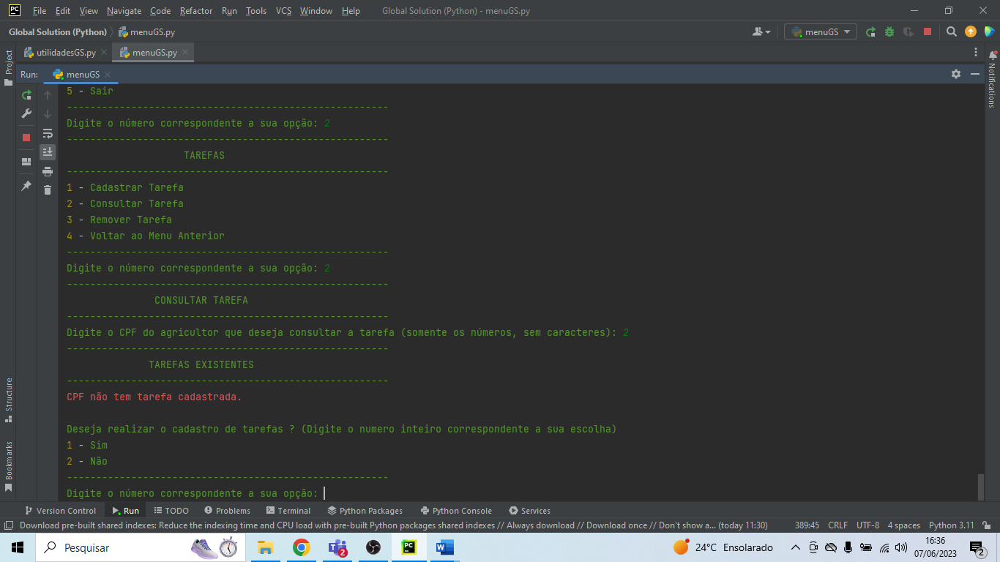 PC File Edit View Navigate Code Refactor Run Tools VCS Window Help Global Solution (Python) - menuGS.py
Global Solution (Python) menuGS.py menuGS
utilidadesGS.py menuGS.py
Project
Notifications
Run: menuGS
5 - Sair
-------------------------------------------------------
Digite o número correspondente a sua opção: 2
-------------------------------------------------------
TAREFAS
-------------------------------------------------------
1 - Cadastrar Tarefa
2 - Consultar Tarefa
3 - Remover Tarefa
4 - Voltar ao Menu Anterior
-------------------------------------------------------
Digite o número correspondente a sua opção: 2
-------------------------------------------------------
CONSULTAR TAREFA
-------------------------------------------------------
Digite o CPF do agricultor que deseja consultar a tarefa (somente os números, sem caracteres): 2
-------------------------------------------------------
TAREFAS EXISTENTES
-------------------------------------------------------
CPF não tem tarefa cadastrada.
Deseja realizar o cadastro de tarefas ? (Digite o numero inteiro correspondente a sua escolha)
1 - Sim
2 - Não
-------------------------------------------------------
Digite o número correspondente a sua opção:
Structure
Bookmarks
Version Control Run TODO Problems Terminal Python Packages Python Console Services
Download pre-built shared indexes: Reduce the indexing time and CPU load with pre-built Python packages shared indexes // Always download // Download once // Don't show a... (today 11:30) 389:45 CRLF UTF-8 4 spaces Python 3.11
Pesquisar 2 PC W 24°C Ensolarado 16:36
07/06/2023 2